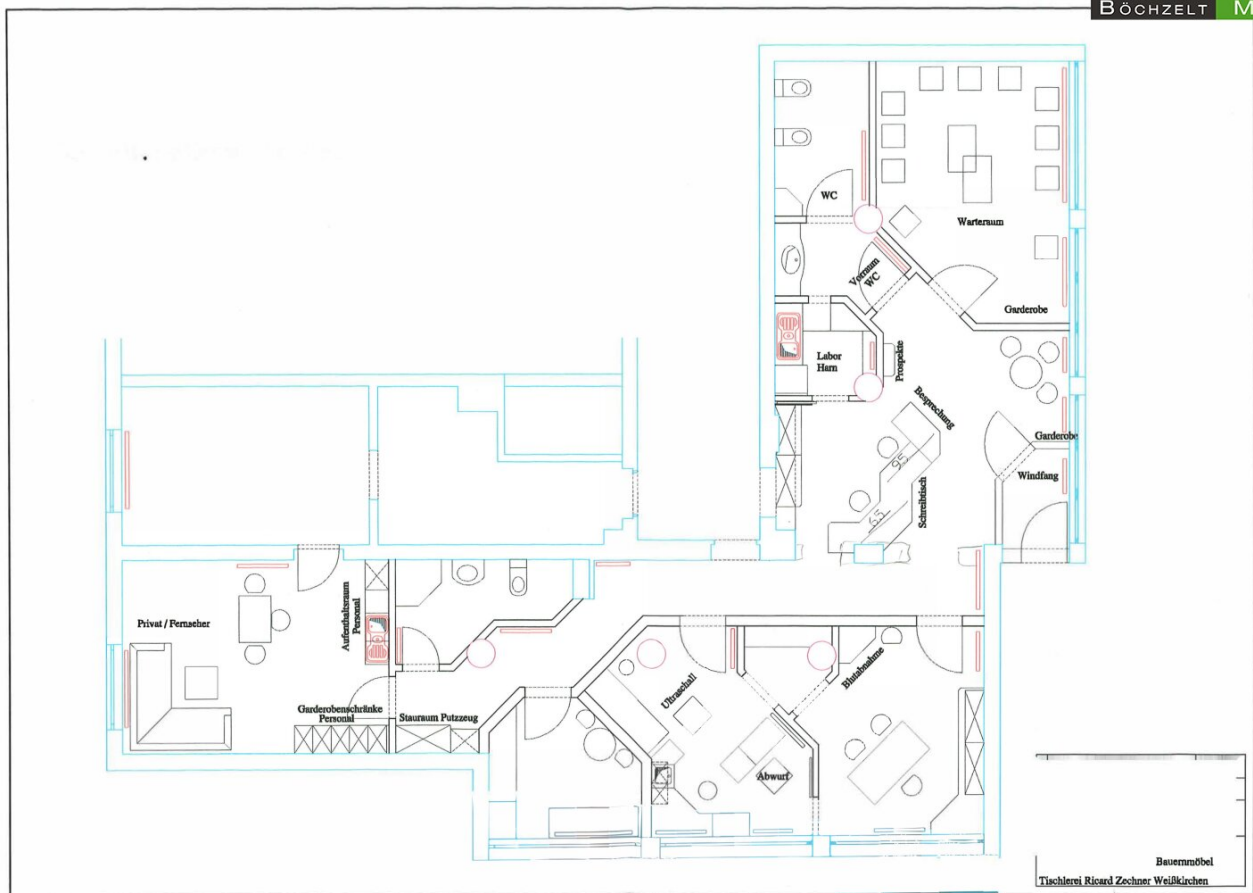 BÖCHZELT M
WC
Warteraum
Vorraum
WC
Garderobe
Labor
Harn
Prospekte
Besprechung
Garderobe
95
Windfang
Schreibtisch
65
Privat / Fernseher
Aufenthaltsraum
Personal
Garderobenschränke
Personal
Stauraum Putzzeug
Ultraschall
Blutabnahme
Abwurf
Bauernmöbel
Tischlerei Ricard Zechner Weißkirchen